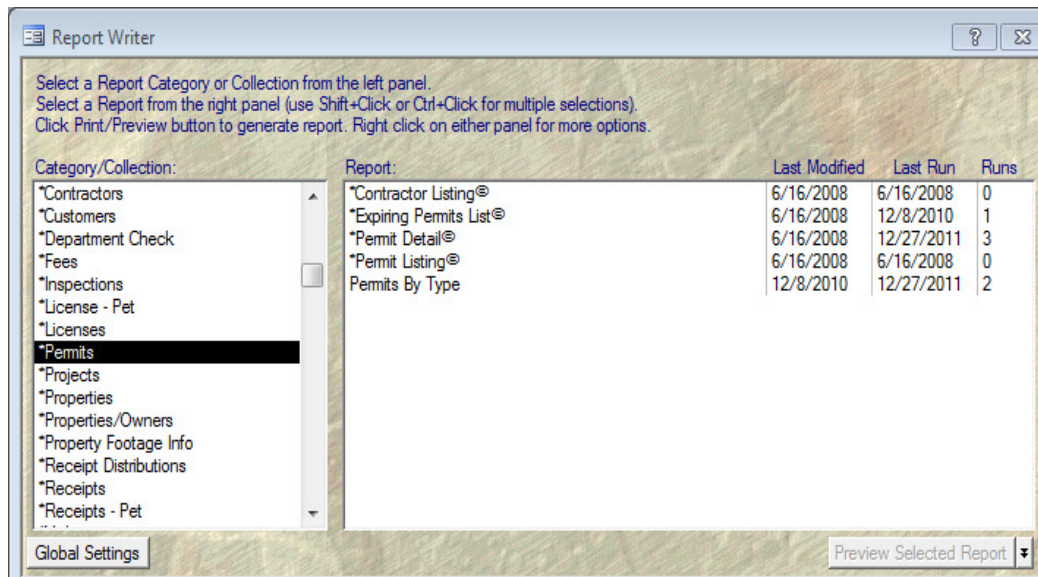 Report Writer
Select a Report Category or Collection from the left panel.
Select a Report from the right panel (use Shift+Click or Ctrl+Click for multiple selections).
Click Print/Preview button to generate report. Right click on either panel for more options.
Category/Collection:
*Contractors
*Customers
*Department Check
*Fees
*Inspections
*License - Pet
*Licenses
*Permits
*Projects
*Properties
*Properties/Owners
*Property Footage Info
*Receipt Distributions
*Receipts
*Receipts - Pet
Report: Last Modified Last Run Runs
*Contractor Listing 6/16/2008 6/16/2008 0
*Expiring Permits List 6/16/2008 12/8/2010 1
*Permit Detail 6/16/2008 12/27/2011 3
*Permit Listing 6/16/2008 6/16/2008 0
Permits By Type 12/8/2010 12/27/2011 2
Global Settings
Preview Selected Report